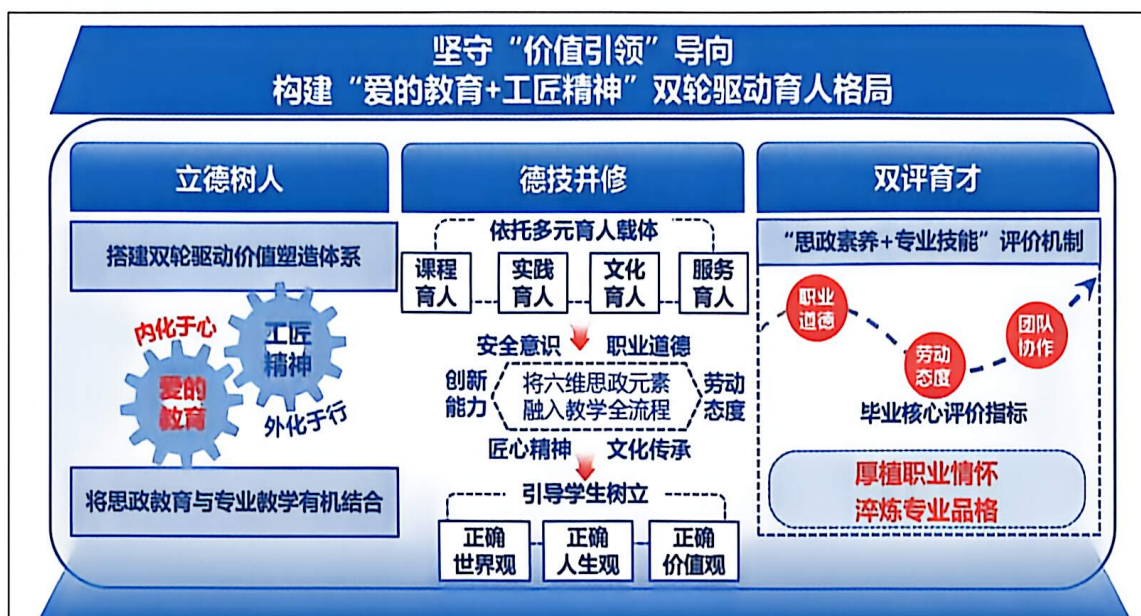 坚守“价值引领”导向
构建“爱的教育+工匠精神”双轮驱动育人格局
立德树人
搭建双轮驱动价值塑造体系
内化于心
工匠
精神
爱的
教育
外化于行
将思政教育与专业教学有机结合
德技并修
依托多元育人载体
课程
育人
实践
育人
文化
育人
服务
育人
安全意识
职业道德
创新
能力
将六维思政元素
融入教学全流程
劳动
态度
匠心精神
文化传承
引导学生树立
正确
世界观
正确
人生观
正确
价值观
双评育才
“思政素养+专业技能”评价机制
职业
道德
劳动
态度
团队
协作
毕业核心评价指标
厚植职业情怀
淬炼专业品格